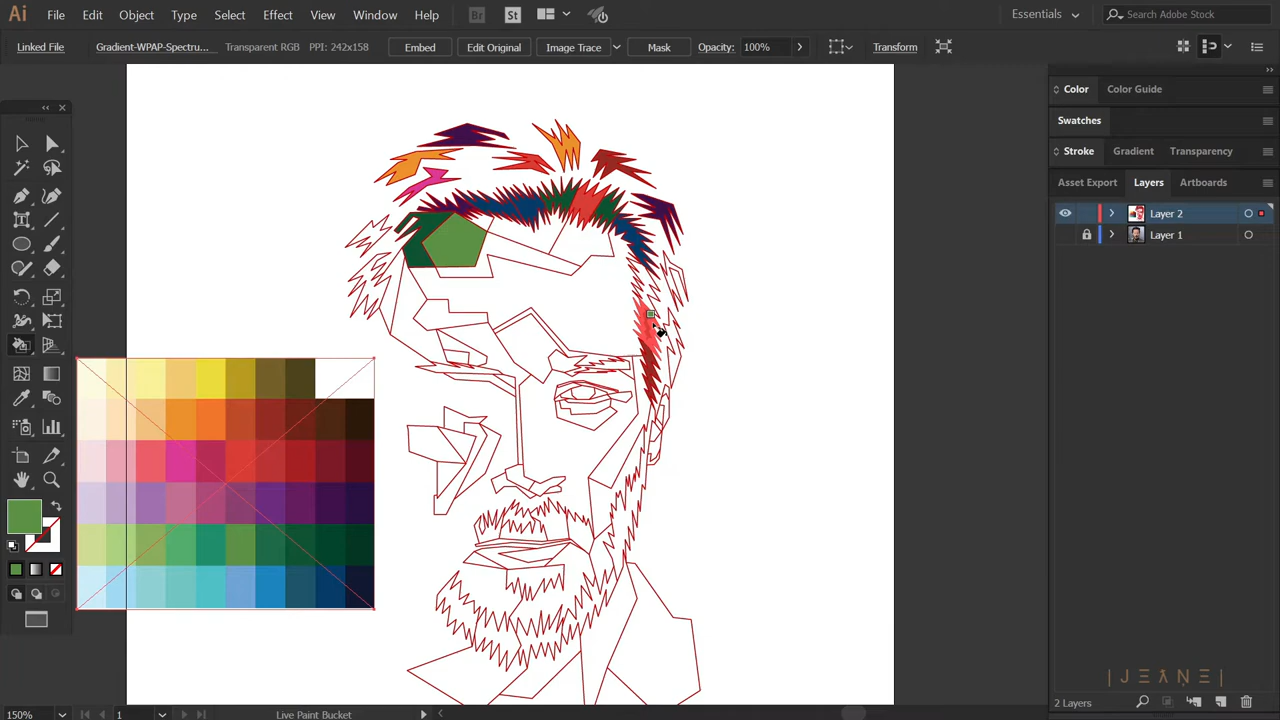 Ai File Edit Object Type Select Effect View Window Help Br St Essentials Search Adobe Stock
Linked File Gradient-WPAP-Spectru... Transparent RGB PPI: 242x158 Embed Edit Original Image Trace Mask Opacity: 100% Transform
Color Color Guide
Swatches
Stroke Gradient Transparency
Asset Export Layers Artboards
Layer 2
Layer 1
| J E A N E |
2 Layers
150% 1 Live Paint Bucket